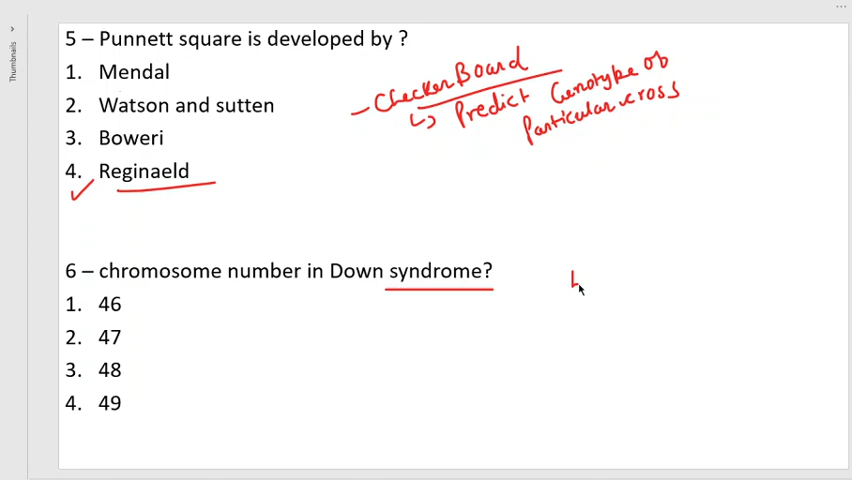 Thumbnails
5 – Punnett square is developed by ?
1. Mendal
2. Watson and sutten
3. Boweri
4. Reginaeld
– CheckerBoard
↳ Predict Genotype of
Particular cross
6 – chromosome number in Down syndrome?
1. 46
2. 47
3. 48
4. 49